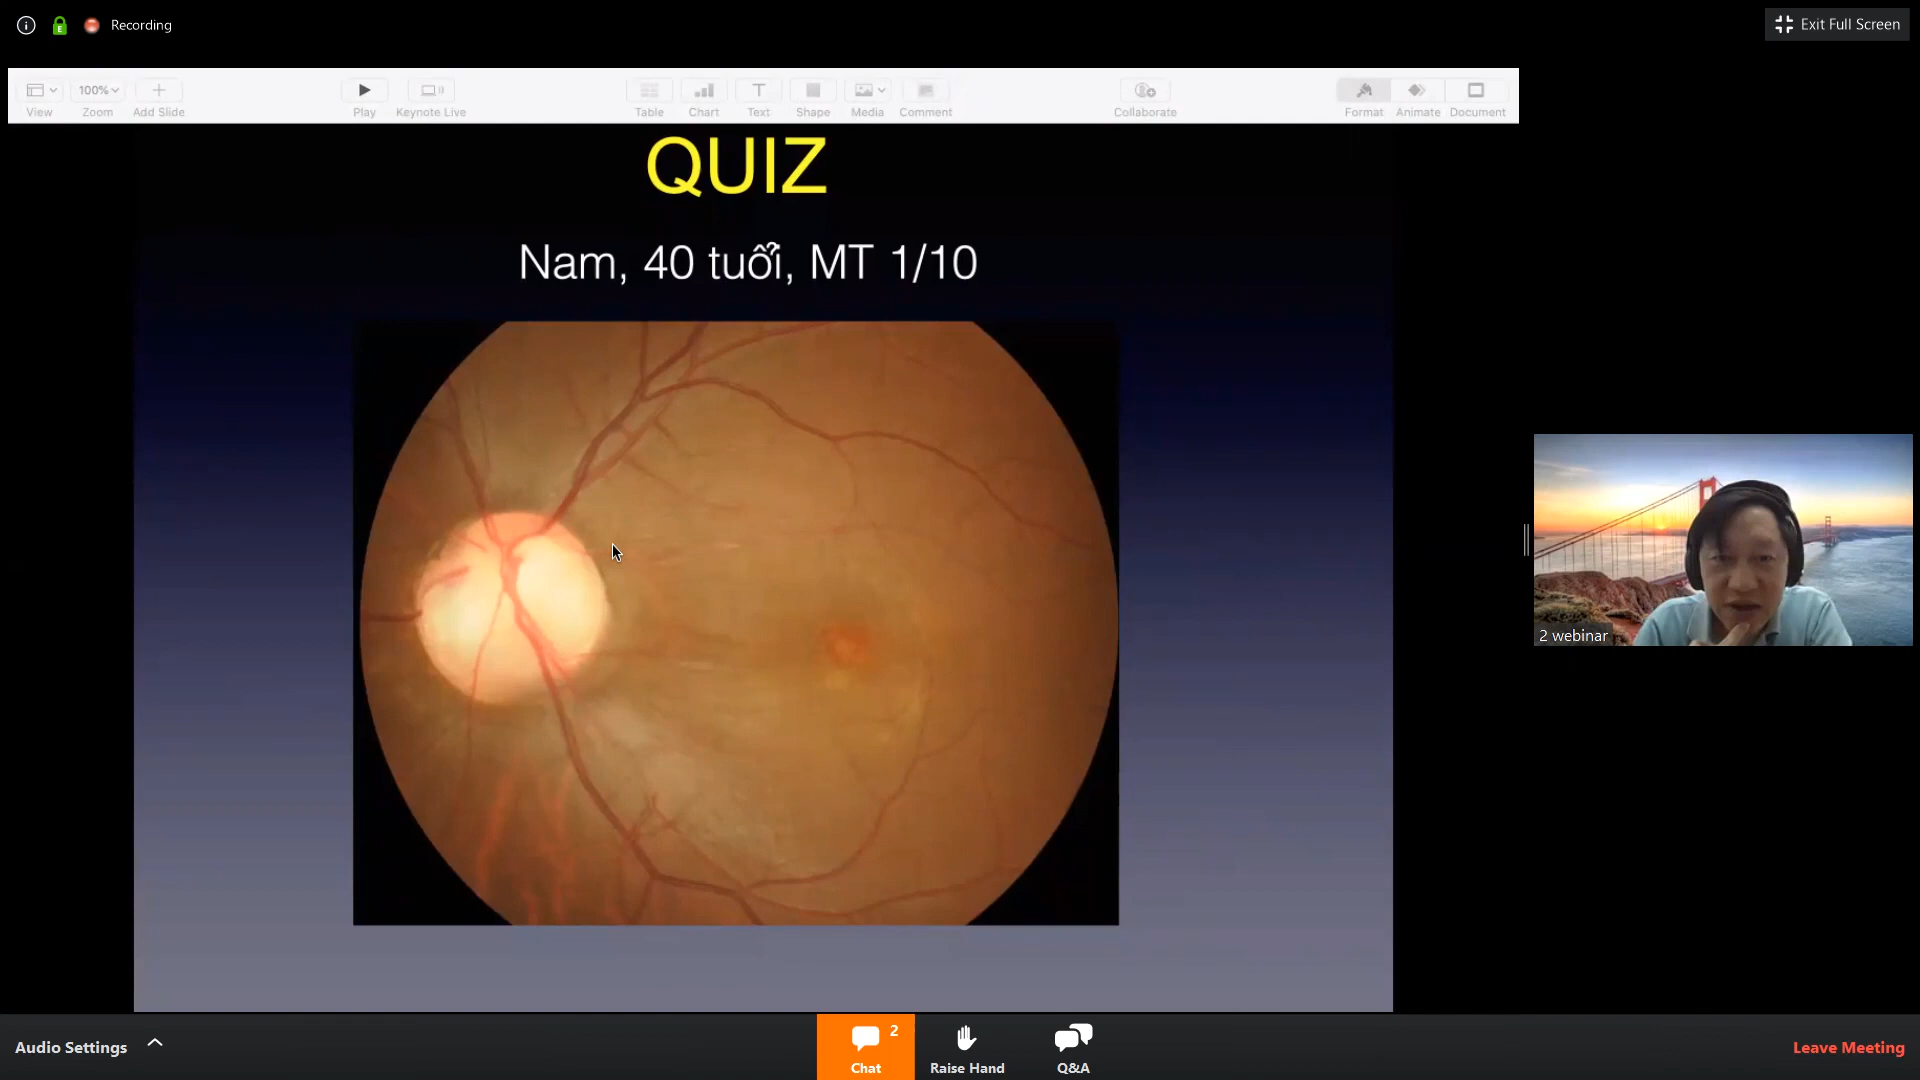 Recording
Exit Full Screen
100%
View
Zoom
Add Slide
Play
Keynote Live
Table
Chart
Text
Shape
Media
Comment
Collaborate
Format
Animate
Document
QUIZ
Nam, 40 tuổi, MT 1/10
2 webinar
Audio Settings
2
Chat
Raise Hand
Q&A
Leave Meeting